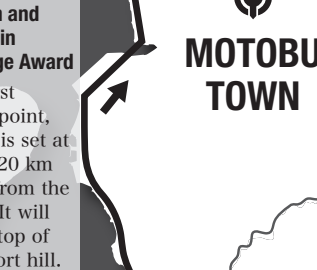 n and
in
ge Award
st
point,
is set at
20 km
from the
It will
top of
ort hill.
MOTOBU
TOWN